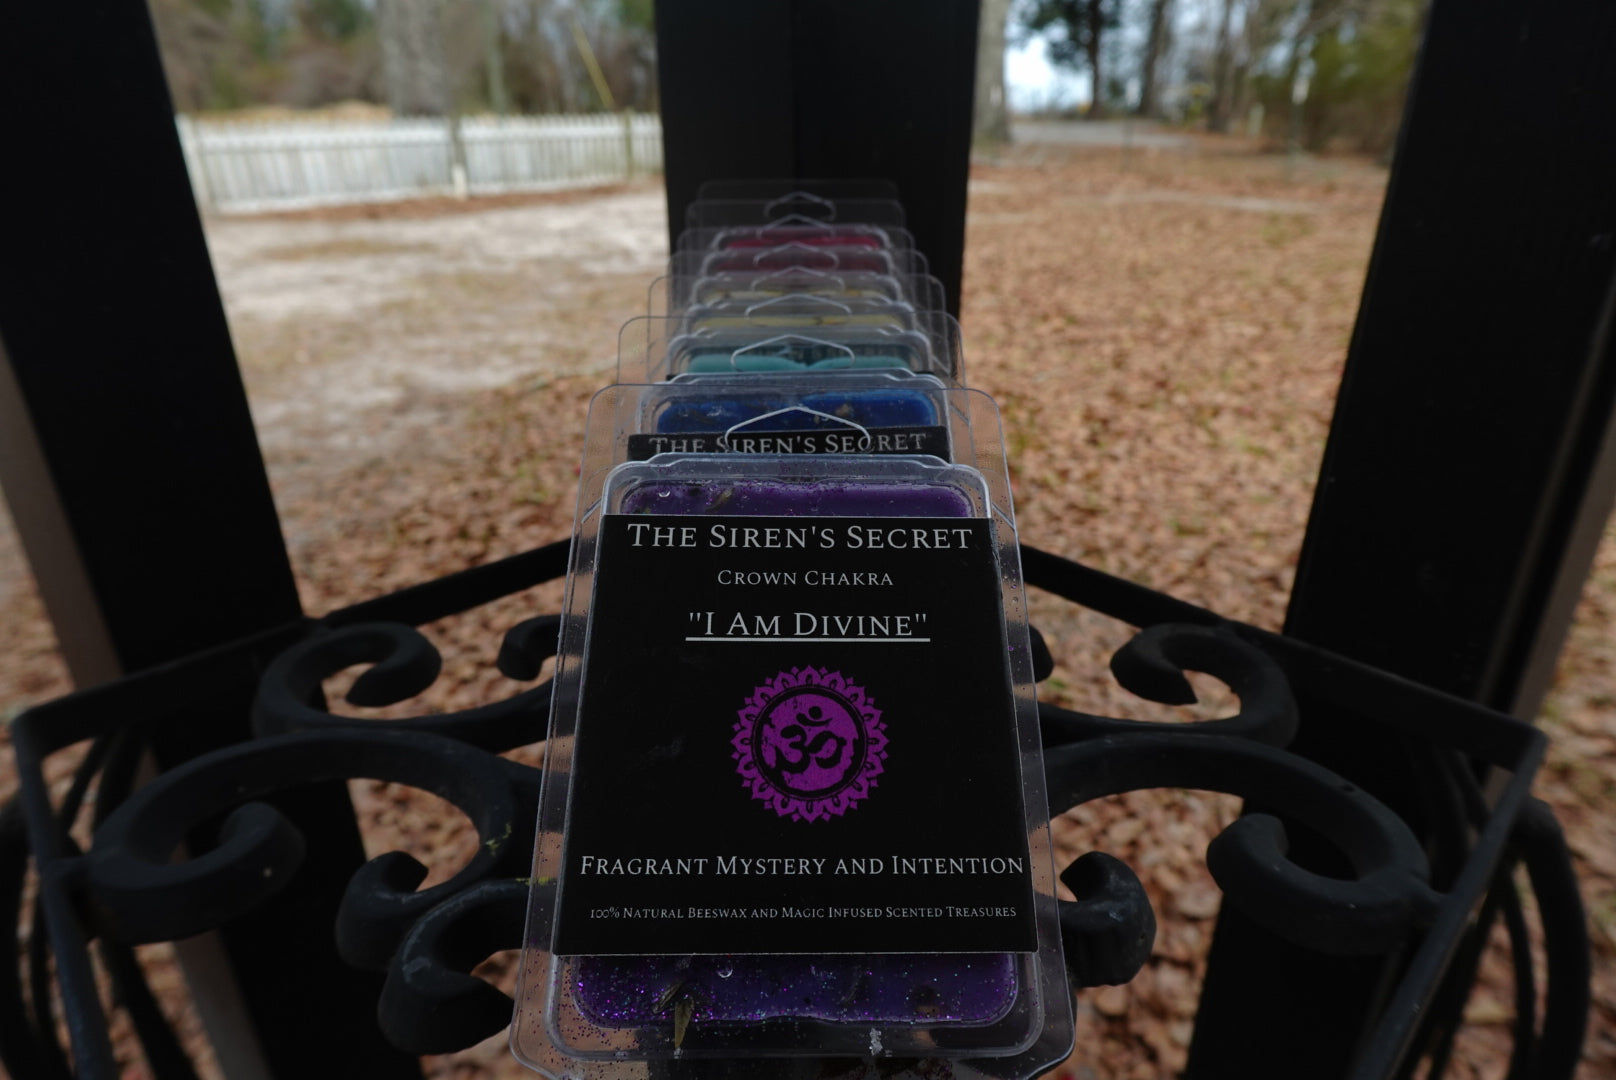 The Siren's Secret
The Siren's Secret
Crown Chakra
"I Am Divine"
ॐ
Fragrant Mystery and Intention
100% Natural Beeswax and Magic Infused Scented Treasures